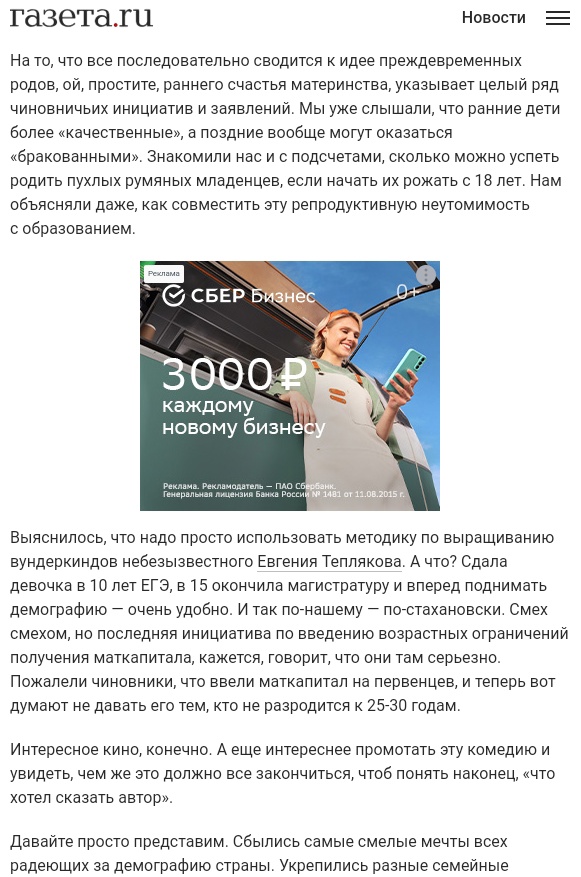 газета.ru
Новости
На то, что все последовательно сводится к идее преждевременных
родов, ой, простите, раннего счастья материнства, указывает целый ряд
чиновничьих инициатив и заявлений. Мы уже слышали, что ранние дети
более «качественные», а поздние вообще могут оказаться
«бракованными». Знакомили нас и с подсчетами, сколько можно успеть
родить пухлых румяных младенцев, если начать их рожать с 18 лет. Нам
объясняли даже, как совместить эту репродуктивную неутомимость
с образованием.
Реклама
СБЕР Бизнес
0+
3000 ₽
каждому
новому бизнесу
Реклама. Рекламодатель — ПАО Сбербанк.
Генеральная лицензия Банка России № 1481 от 11.08.2015 г.
Выяснилось, что надо просто использовать методику по выращиванию
вундеркиндов небезызвестного Евгения Теплякова. А что? Сдала
девочка в 10 лет ЕГЭ, в 15 окончила магистратуру и вперед поднимать
демографию — очень удобно. И так по-нашему — по-стахановски. Смех
смехом, но последняя инициатива по введению возрастных ограничений
получения маткапитала, кажется, говорит, что они там серьезно.
Пожалели чиновники, что ввели маткапитал на первенцев, и теперь вот
думают не давать его тем, кто не разродится к 25-30 годам.
Интересное кино, конечно. А еще интереснее промотать эту комедию и
увидеть, чем же это должно все закончиться, чтоб понять наконец, «что
хотел сказать автор».
Давайте просто представим. Сбылись самые смелые мечты всех
радеющих за демографию страны. Укрепились разные семейные